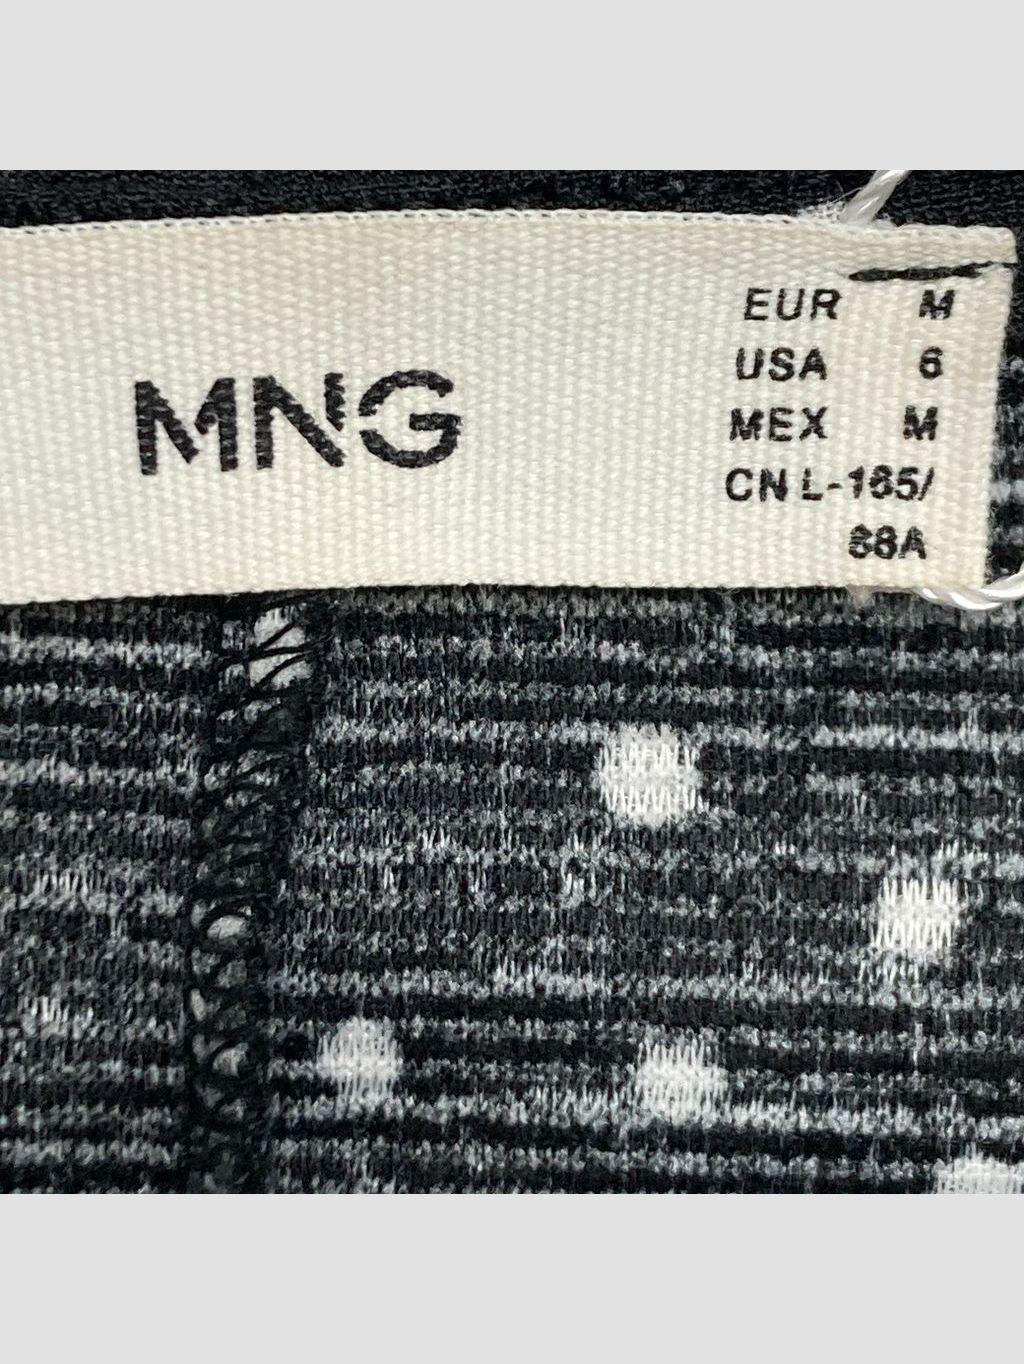 MNG
EUR M
USA 6
MEX M
CN L-165/
88A